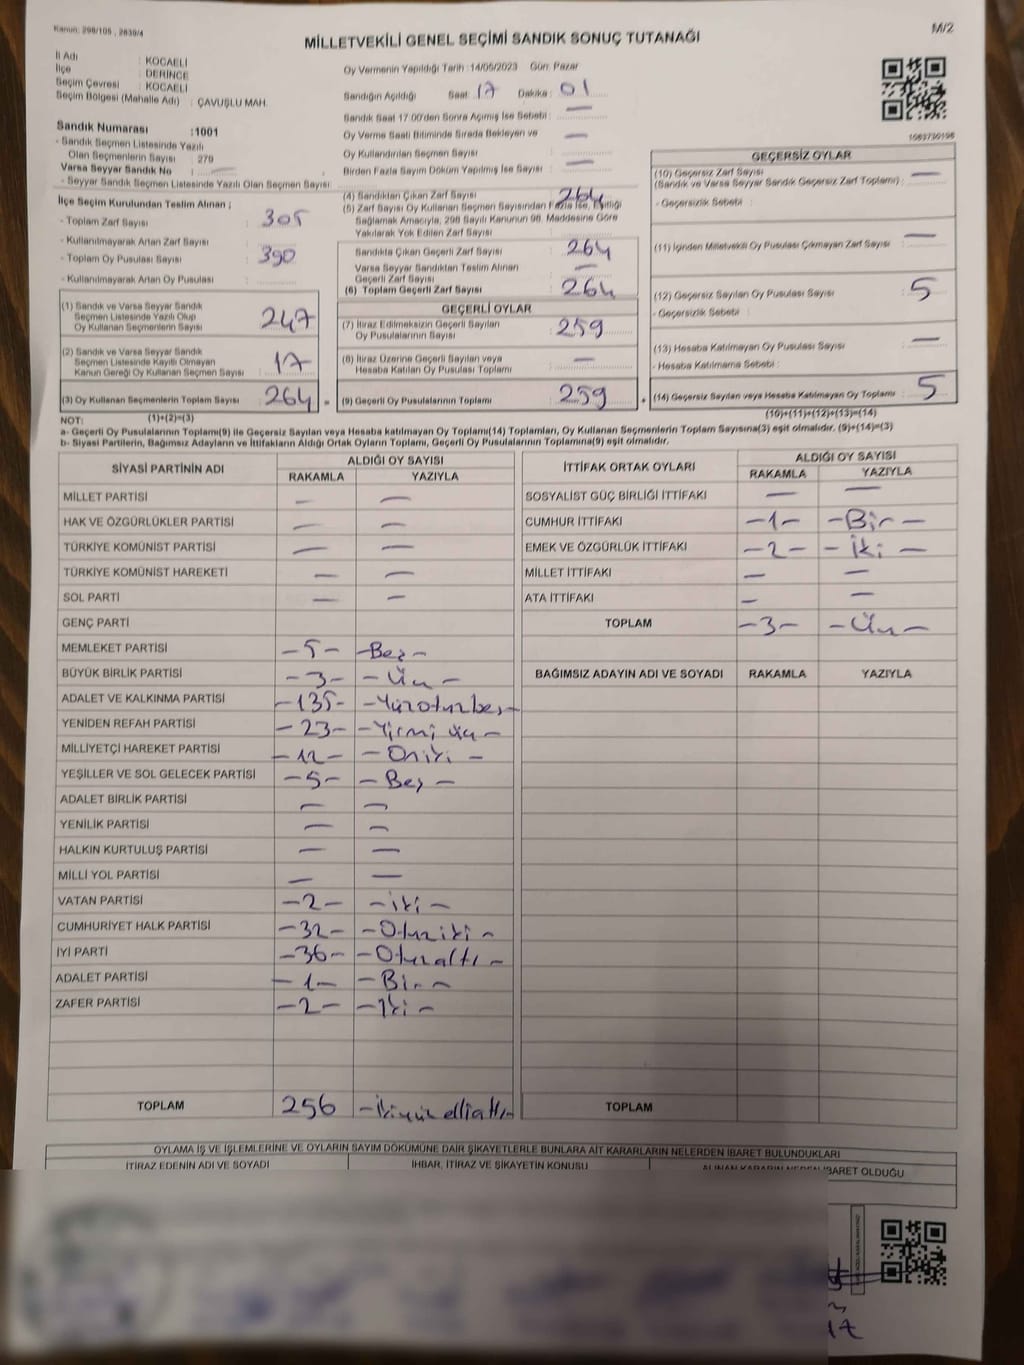 Kanun: 298/105 , 2839/4
M/2
MİLLETVEKİLİ GENEL SEÇİMİ SANDIK SONUÇ TUTANAĞI
İl Adı : KOCAELİ
İlçe : DERİNCE
Seçim Çevresi : KOCAELİ
Seçim Bölgesi (Mahalle Adı) : ÇAVUŞLU MAH.
Sandık Numarası :1001
- Sandık Seçmen Listesinde Yazılı
Olan Seçmenlerin Sayısı : 279
Varsa Seyyar Sandık No :
- Seyyar Sandık Seçmen Listesinde Yazılı Olan Seçmen Sayısı
Oy Vermenin Yapıldığı Tarih :14/05/2023 Gün: Pazar
Sandığın Açıldığı Saat: 17 Dakika: 01
Sandık Saat 17:00'den Sonra Açılmış İse Sebebi : —
Oy Verme Saati Bitiminde Sırada Bekleyen ve —
Oy Kullandırılan Seçmen Sayısı
Birden Fazla Sayım Döküm Yapılmış İse Sayısı : —
İlçe Seçim Kurulundan Teslim Alınan ;
- Toplam Zarf Sayısı : 305
- Kullanılmayarak Artan Zarf Sayısı :
- Toplam Oy Pusulası Sayısı : 390
- Kullanılmayarak Artan Oy Pusulası :
(4) Sandıktan Çıkan Zarf Sayısı : 264
(5) Zarf Sayısı Oy Kullanan Seçmen Sayısından Fazla İse, Eşitliği
Sağlamak Amacıyla, 298 Sayılı Kanunun 98. Maddesine Göre
Yakılarak Yok Edilen Zarf Sayısı :
Sandıkta Çıkan Geçerli Zarf Sayısı : 264
Varsa Seyyar Sandıktan Teslim Alınan
Geçerli Zarf Sayısı : —
(6) Toplam Geçerli Zarf Sayısı : 264
1983730198
GEÇERSİZ OYLAR
(10) Geçersiz Zarf Sayısı
(Sandık ve Varsa Seyyar Sandık Geçersiz Zarf Toplamı) : —
- Geçersizlik Sebebi :
(11) İçinden Milletvekili Oy Pusulası Çıkmayan Zarf Sayısı : —
(12) Geçersiz Sayılan Oy Pusulası Sayısı : 5
- Geçersizlik Sebebi :
(13) Hesaba Katılmayan Oy Pusulası Sayısı : —
- Hesaba Katılmama Sebebi :
(14) Geçersiz Sayılan veya Hesaba Katılmayan Oy Toplamı : 5
(10)+(11)+(12)+(13)=(14)
(1) Sandık ve Varsa Seyyar Sandık
Seçmen Listesinde Yazılı Olup
Oy Kullanan Seçmenlerin Sayısı : 247
(2) Sandık ve Varsa Seyyar Sandık
Seçmen Listesinde Kayıtlı Olmayan
Kanun Gereği Oy Kullanan Seçmen Sayısı : 17
(3) Oy Kullanan Seçmenlerin Toplam Sayısı : 264 =
(1)+(2)=(3)
GEÇERLİ OYLAR
(7) İtiraz Edilmeksizin Geçerli Sayılan
Oy Pusulalarının Sayısı : 259
(8) İtiraz Üzerine Geçerli Sayılan veya
Hesaba Katılan Oy Pusulası Toplamı : —
(9) Geçerli Oy Pusulalarının Toplamı : 259 +
NOT:
a- Geçerli Oy Pusulalarının Toplamı(9) ile Geçersiz Sayılan veya Hesaba katılmayan Oy Toplamı(14) Toplamları, Oy Kullanan Seçmenlerin Toplam Sayısına(3) eşit olmalıdır. (9)+(14)=(3)
b- Siyasi Partilerin, Bağımsız Adayların ve İttifakların Aldığı Ortak Oyların Toplamı, Geçerli Oy Pusulalarının Toplamına(9) eşit olmalıdır.
SİYASİ PARTİNİN ADI ALDIĞI OY SAYISI
RAKAMLA YAZIYLA
MİLLET PARTİSİ — —
HAK VE ÖZGÜRLÜKLER PARTİSİ — —
TÜRKİYE KOMÜNİST PARTİSİ — —
TÜRKİYE KOMÜNİST HAREKETİ — —
SOL PARTİ — —
GENÇ PARTİ
MEMLEKET PARTİSİ -5- -Beş-
BÜYÜK BİRLİK PARTİSİ -3- -Üç-
ADALET VE KALKINMA PARTİSİ -135- -Yüzotuzbeş-
YENİDEN REFAH PARTİSİ -23- -Yirmi üç-
MİLLİYETÇİ HAREKET PARTİSİ -12- -Oniki-
YEŞİLLER VE SOL GELECEK PARTİSİ -5- -Beş-
ADALET BİRLİK PARTİSİ — —
YENİLİK PARTİSİ — —
HALKIN KURTULUŞ PARTİSİ — —
MİLLİ YOL PARTİSİ — —
VATAN PARTİSİ -2- -iki-
CUMHURİYET HALK PARTİSİ -32- -Otuziki-
İYİ PARTİ -36- -Otuzaltı-
ADALET PARTİSİ -1- -Bir-
ZAFER PARTİSİ -2- -İki-
TOPLAM 256 -İkiyüzellialtı-
İTTİFAK ORTAK OYLARI ALDIĞI OY SAYISI
RAKAMLA YAZIYLA
SOSYALİST GÜÇ BİRLİĞİ İTTİFAKI — —
CUMHUR İTTİFAKI -1- -Bir-
EMEK VE ÖZGÜRLÜK İTTİFAKI -2- -İki-
MİLLET İTTİFAKI — —
ATA İTTİFAKI — —
TOPLAM -3- -Üç-
BAĞIMSIZ ADAYIN ADI VE SOYADI RAKAMLA YAZIYLA
TOPLAM
OYLAMA İŞ VE İŞLEMLERİNE VE OYLARIN SAYIM DÖKÜMÜNE DAİR ŞİKAYETLERLE BUNLARA AİT KARARLARIN NELERDEN İBARET BULUNDUKLARI
İTİRAZ EDENİN ADI VE SOYADI İHBAR, İTİRAZ VE ŞİKAYETİN KONUSU ALINAN KARARIN NEDEN İBARET OLDUĞU